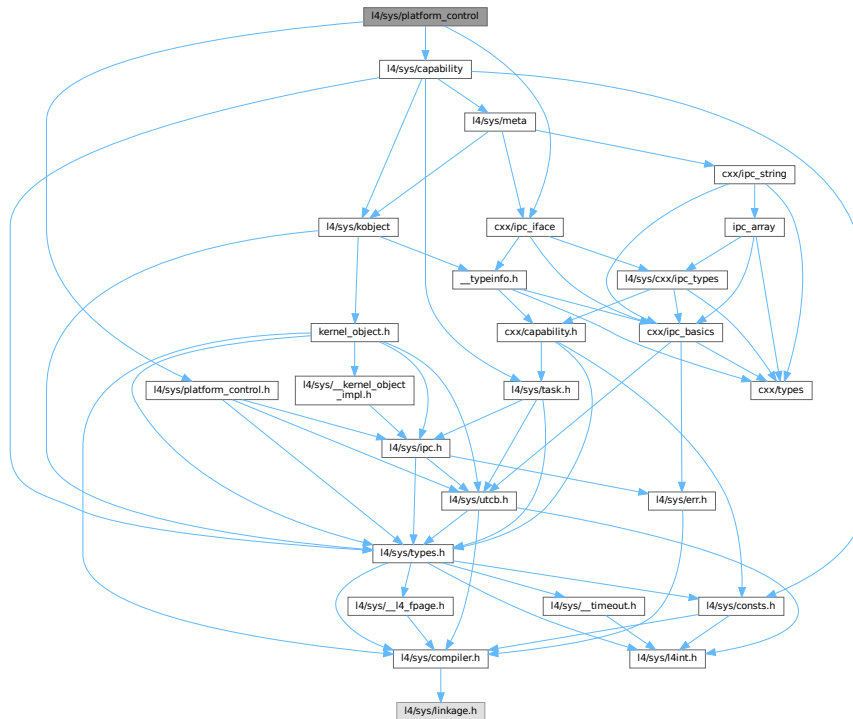 l4/sys/platform_control
l4/sys/capability
l4/sys/meta
cxx/ipc_string
l4/sys/kobject
cxx/ipc_iface
ipc_array
__typeinfo.h
l4/sys/cxx/ipc_types
kernel_object.h
cxx/capability.h
cxx/ipc_basics
l4/sys/platform_control.h
l4/sys/__kernel_object
_impl.h
l4/sys/task.h
cxx/types
l4/sys/ipc.h
l4/sys/utcb.h
l4/sys/err.h
l4/sys/types.h
l4/sys/__l4_fpage.h
l4/sys/__timeout.h
l4/sys/consts.h
l4/sys/compiler.h
l4/sys/l4int.h
l4/sys/linkage.h